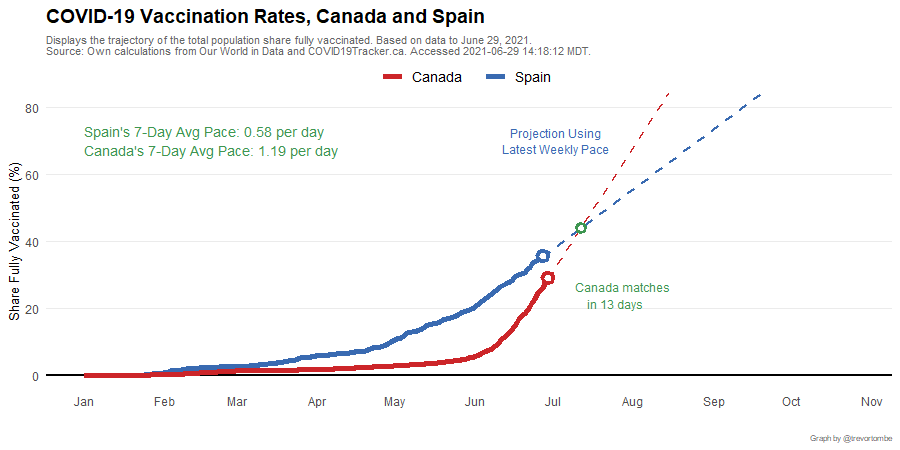 COVID-19 Vaccination Rates, Canada and Spain
Displays the trajectory of the total population share fully vaccinated. Based on data to June 29, 2021.
Source: Own calculations from Our World in Data and COVID19Tracker.ca. Accessed 2021-06-29 14:18:12 MDT.
Canada
Spain
Share Fully Vaccinated (%)
80
60
40
20
0
Spain's 7-Day Avg Pace: 0.58 per day
Canada's 7-Day Avg Pace: 1.19 per day
Projection Using
Latest Weekly Pace
Canada matches
in 13 days
Jan
Feb
Mar
Apr
May
Jun
Jul
Aug
Sep
Oct
Nov
Graph by @trevortombe